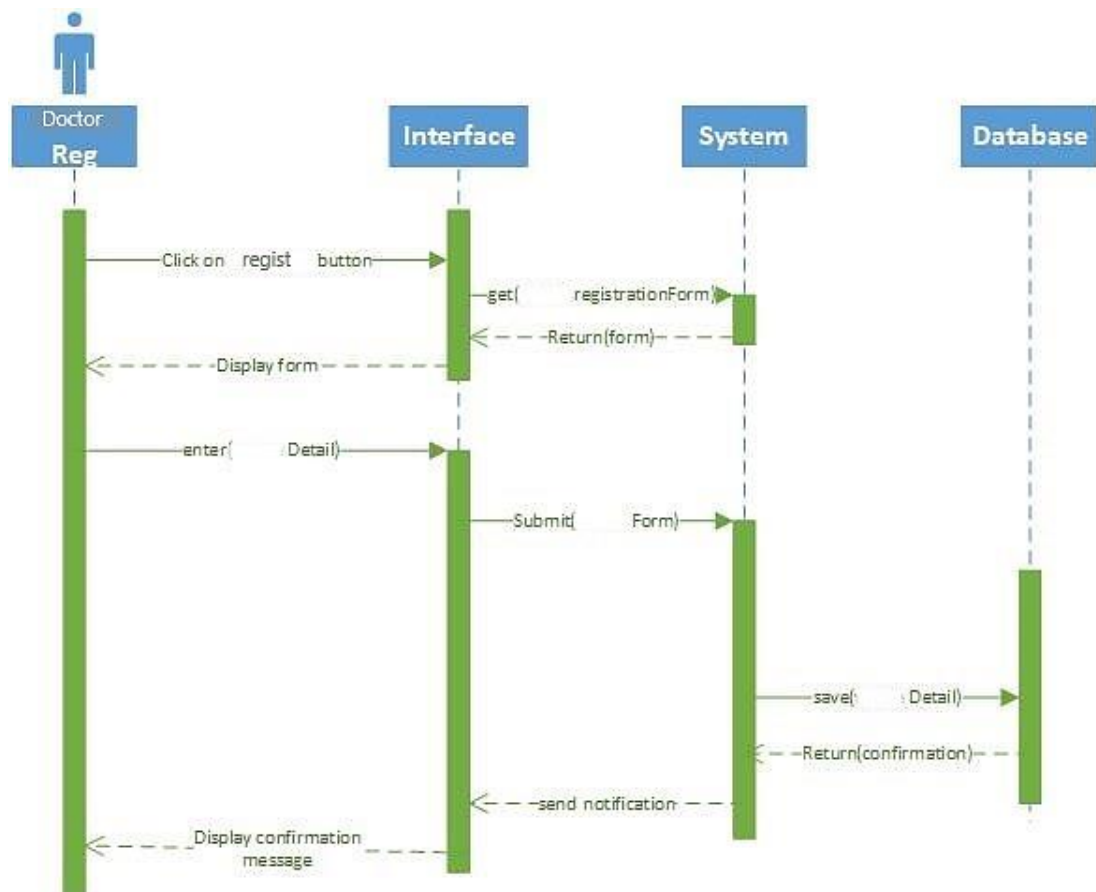 Doctor
Reg
Interface
System
Database
Click on regist button
get( registrationForm)
Return(form)
Display form
enter( Detail)
Submit( Form)
save( Detail)
Return(confirmation)
send notification
Display confirmation
message